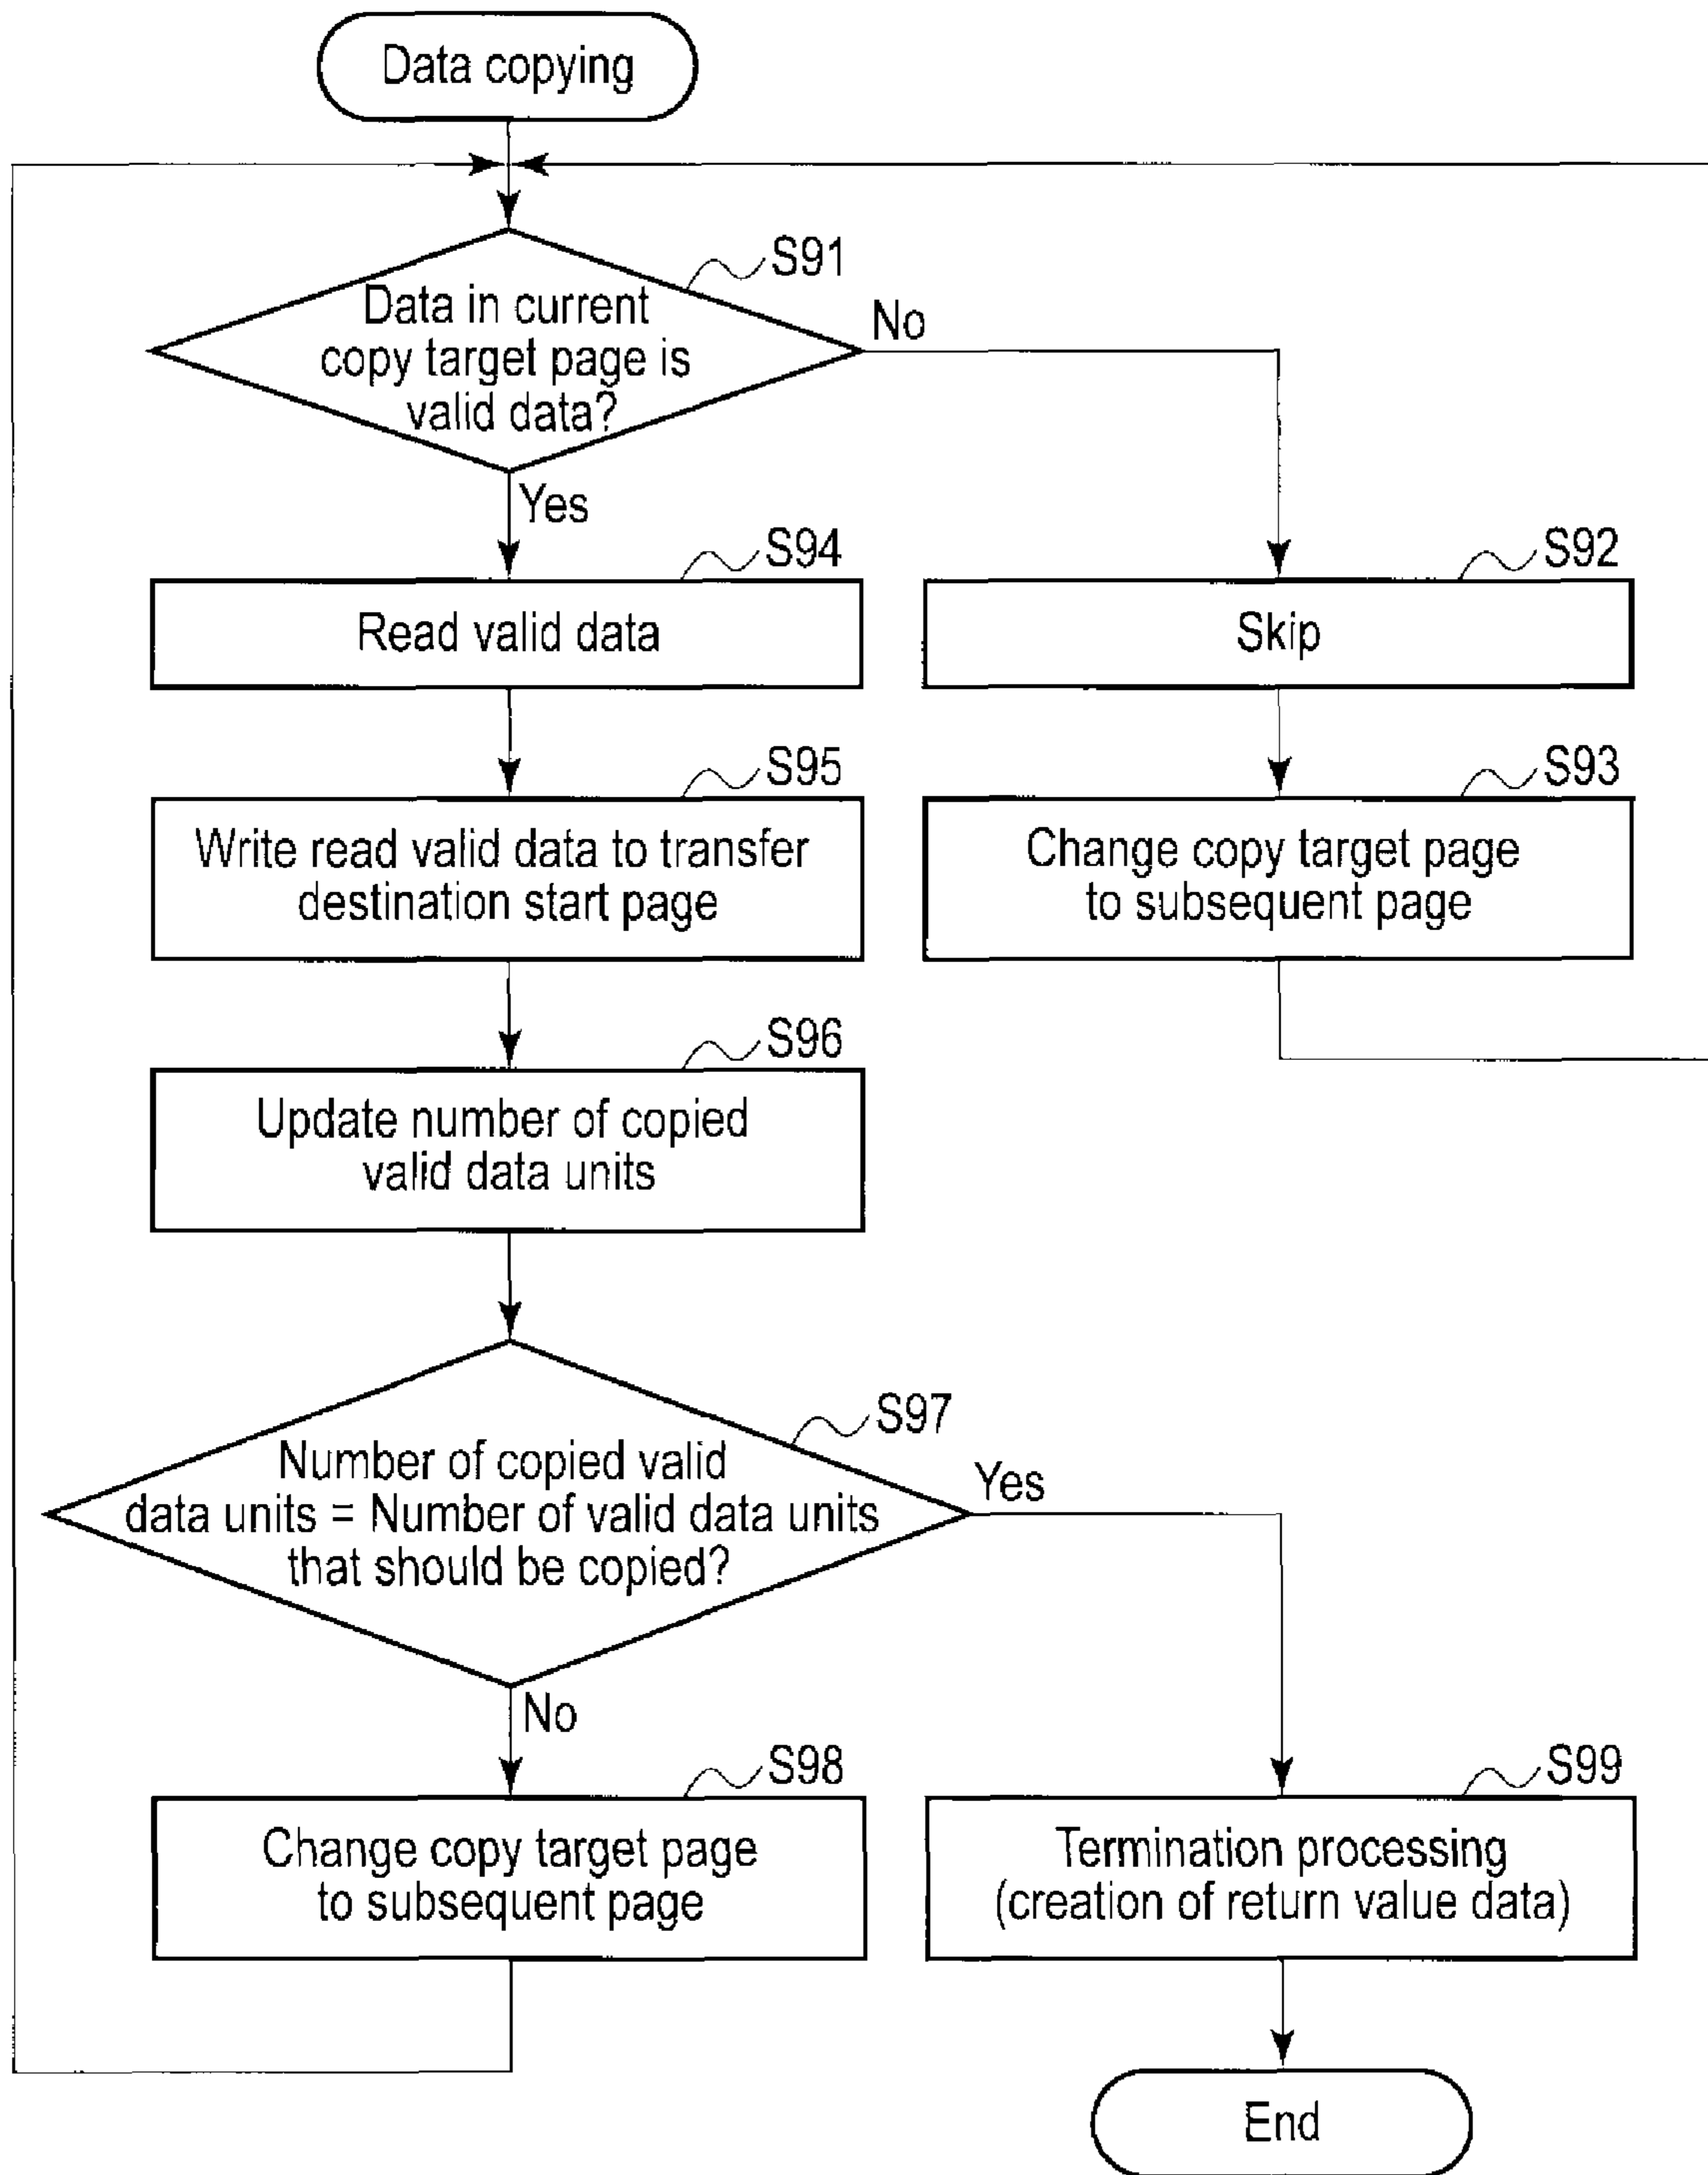 Data copying
S91
Data in current
copy target page is
valid data?
No
Yes
S94
Read valid data
S92
Skip
S95
Write read valid data to transfer
destination start page
S93
Change copy target page
to subsequent page
S96
Update number of copied
valid data units
S97
Number of copied valid
data units = Number of valid data units
that should be copied?
Yes
No
S98
Change copy target page
to subsequent page
S99
Termination processing
(creation of return value data)
End